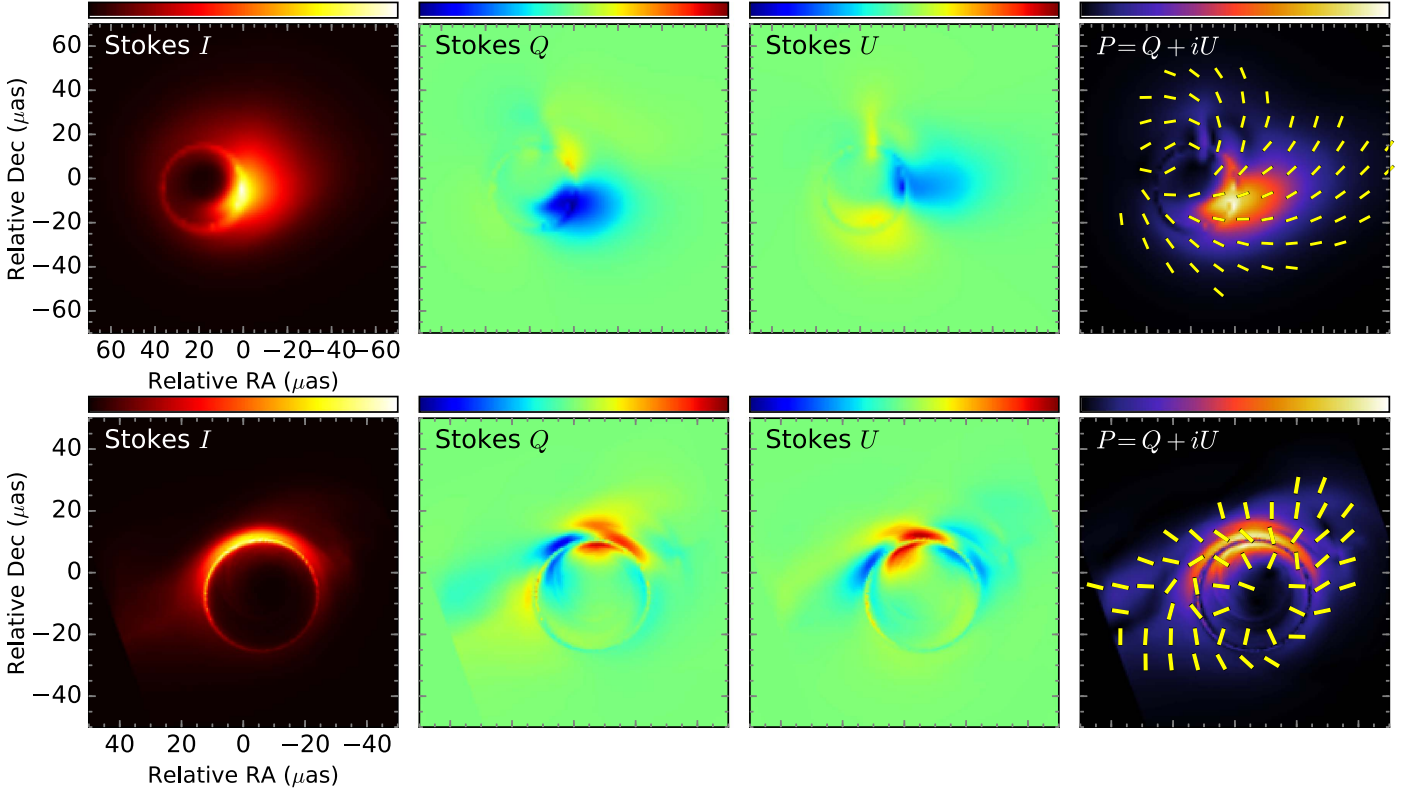 Stokes I
Stokes Q
Stokes U
P = Q + iU
60
40
20
0
−20
−40
−60
Relative Dec (μas)
60 40 20 0 −20−40−60
Relative RA (μas)
Stokes I
Stokes Q
Stokes U
P = Q + iU
40
20
0
−20
−40
Relative Dec (μas)
40 20 0 −20 −40
Relative RA (μas)